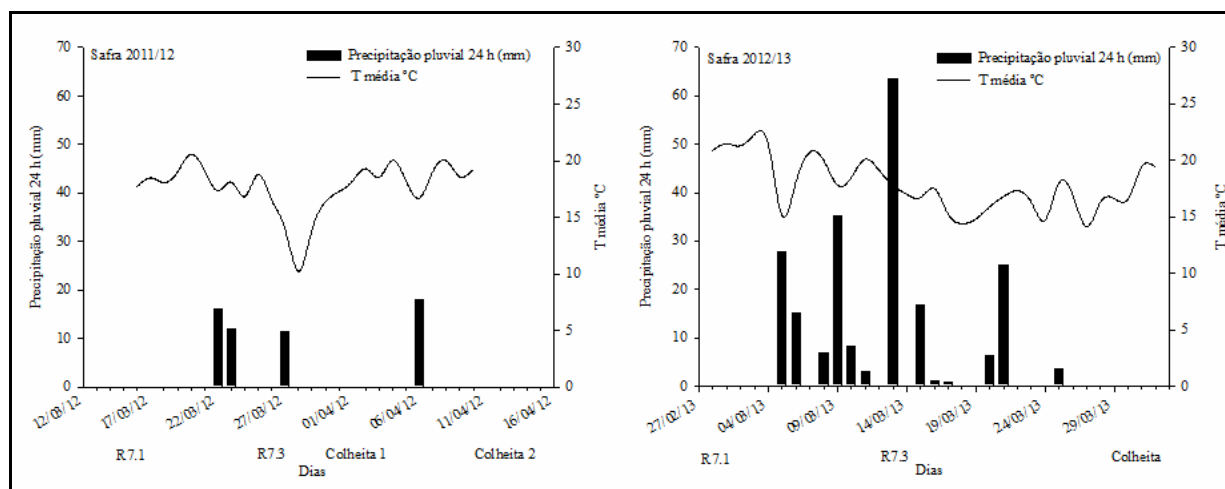 Safra 2011/12
Precipitação pluvial 24 h (mm)
T média ºC
Precipitação pluvial 24 h (mm)
70
60
50
40
30
20
10
0
30
25
20
15
10
5
0
T média ºC
12/03/12
17/03/12
22/03/12
27/03/12
01/04/12
06/04/12
11/04/12
16/04/12
R7.1
R7.3
Colheita 1
Colheita 2
Dias
Safra 2012/13
Precipitação pluvial 24 h (mm)
T média ºC
Precipitação pluvial 24 h (mm)
70
60
50
40
30
20
10
0
30
25
20
15
10
5
0
T média ºC
27/02/13
04/03/13
09/03/13
14/03/13
19/03/13
24/03/13
29/03/13
R7.1
R7.3
Colheita
Dias